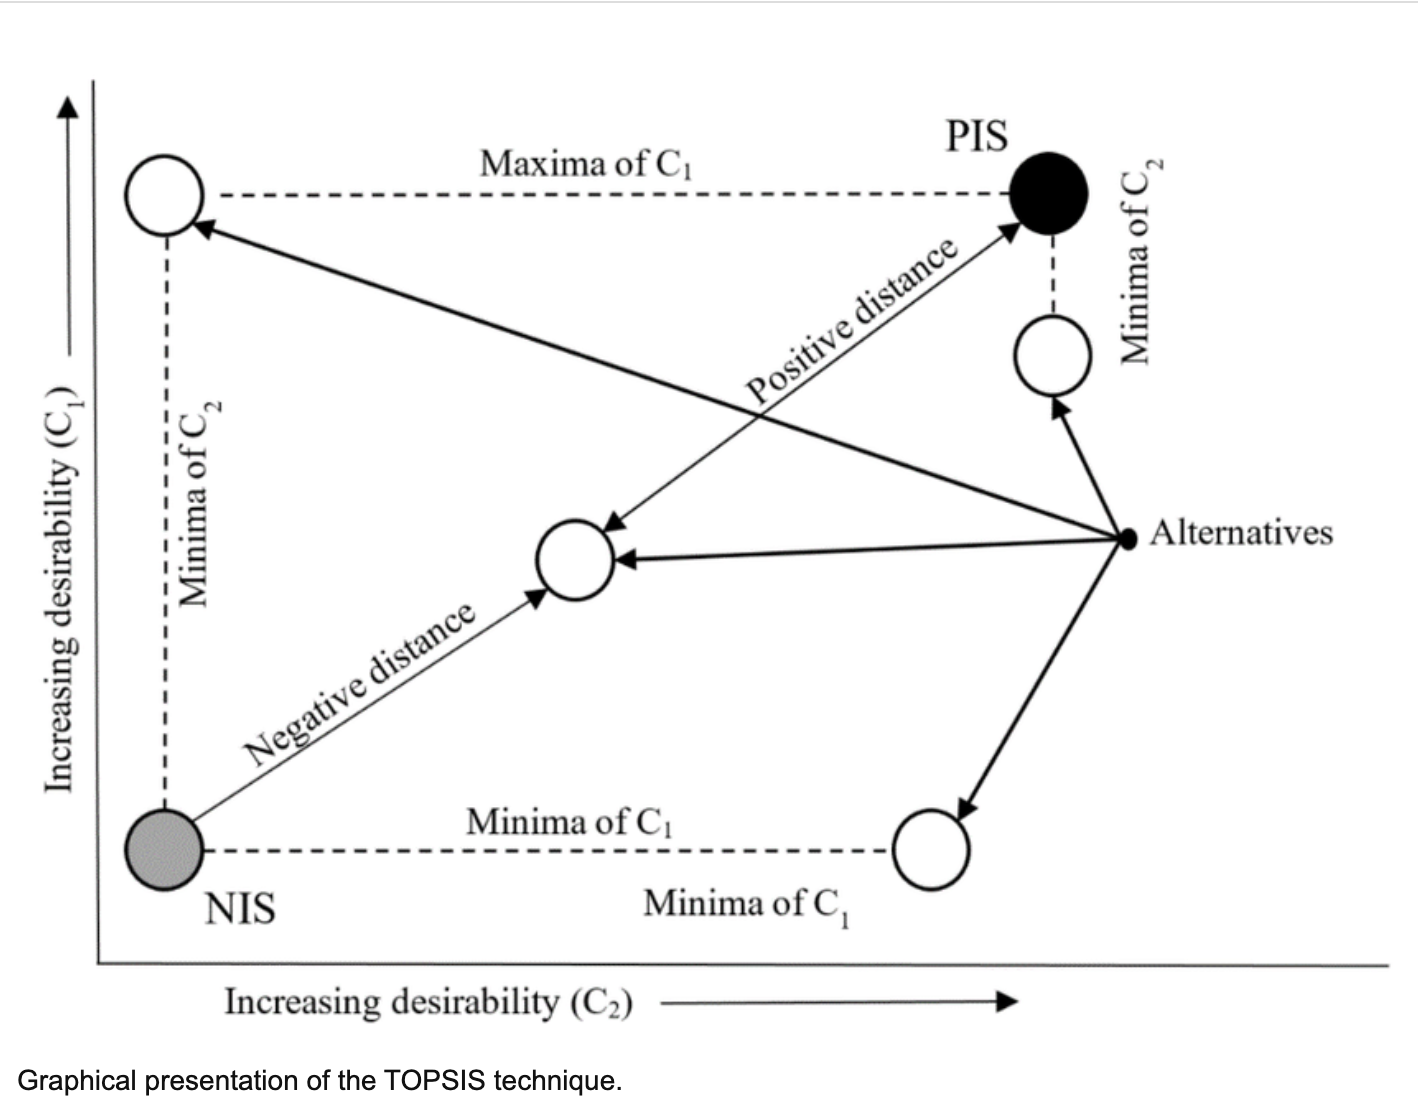 PIS
Maxima of C₁
Minima of C₂
Positive distance
Increasing desirability (C₁)
Minima of C₂
Alternatives
Negative distance
Minima of C₁
NIS
Minima of C₁
Increasing desirability (C₂)
Graphical presentation of the TOPSIS technique.